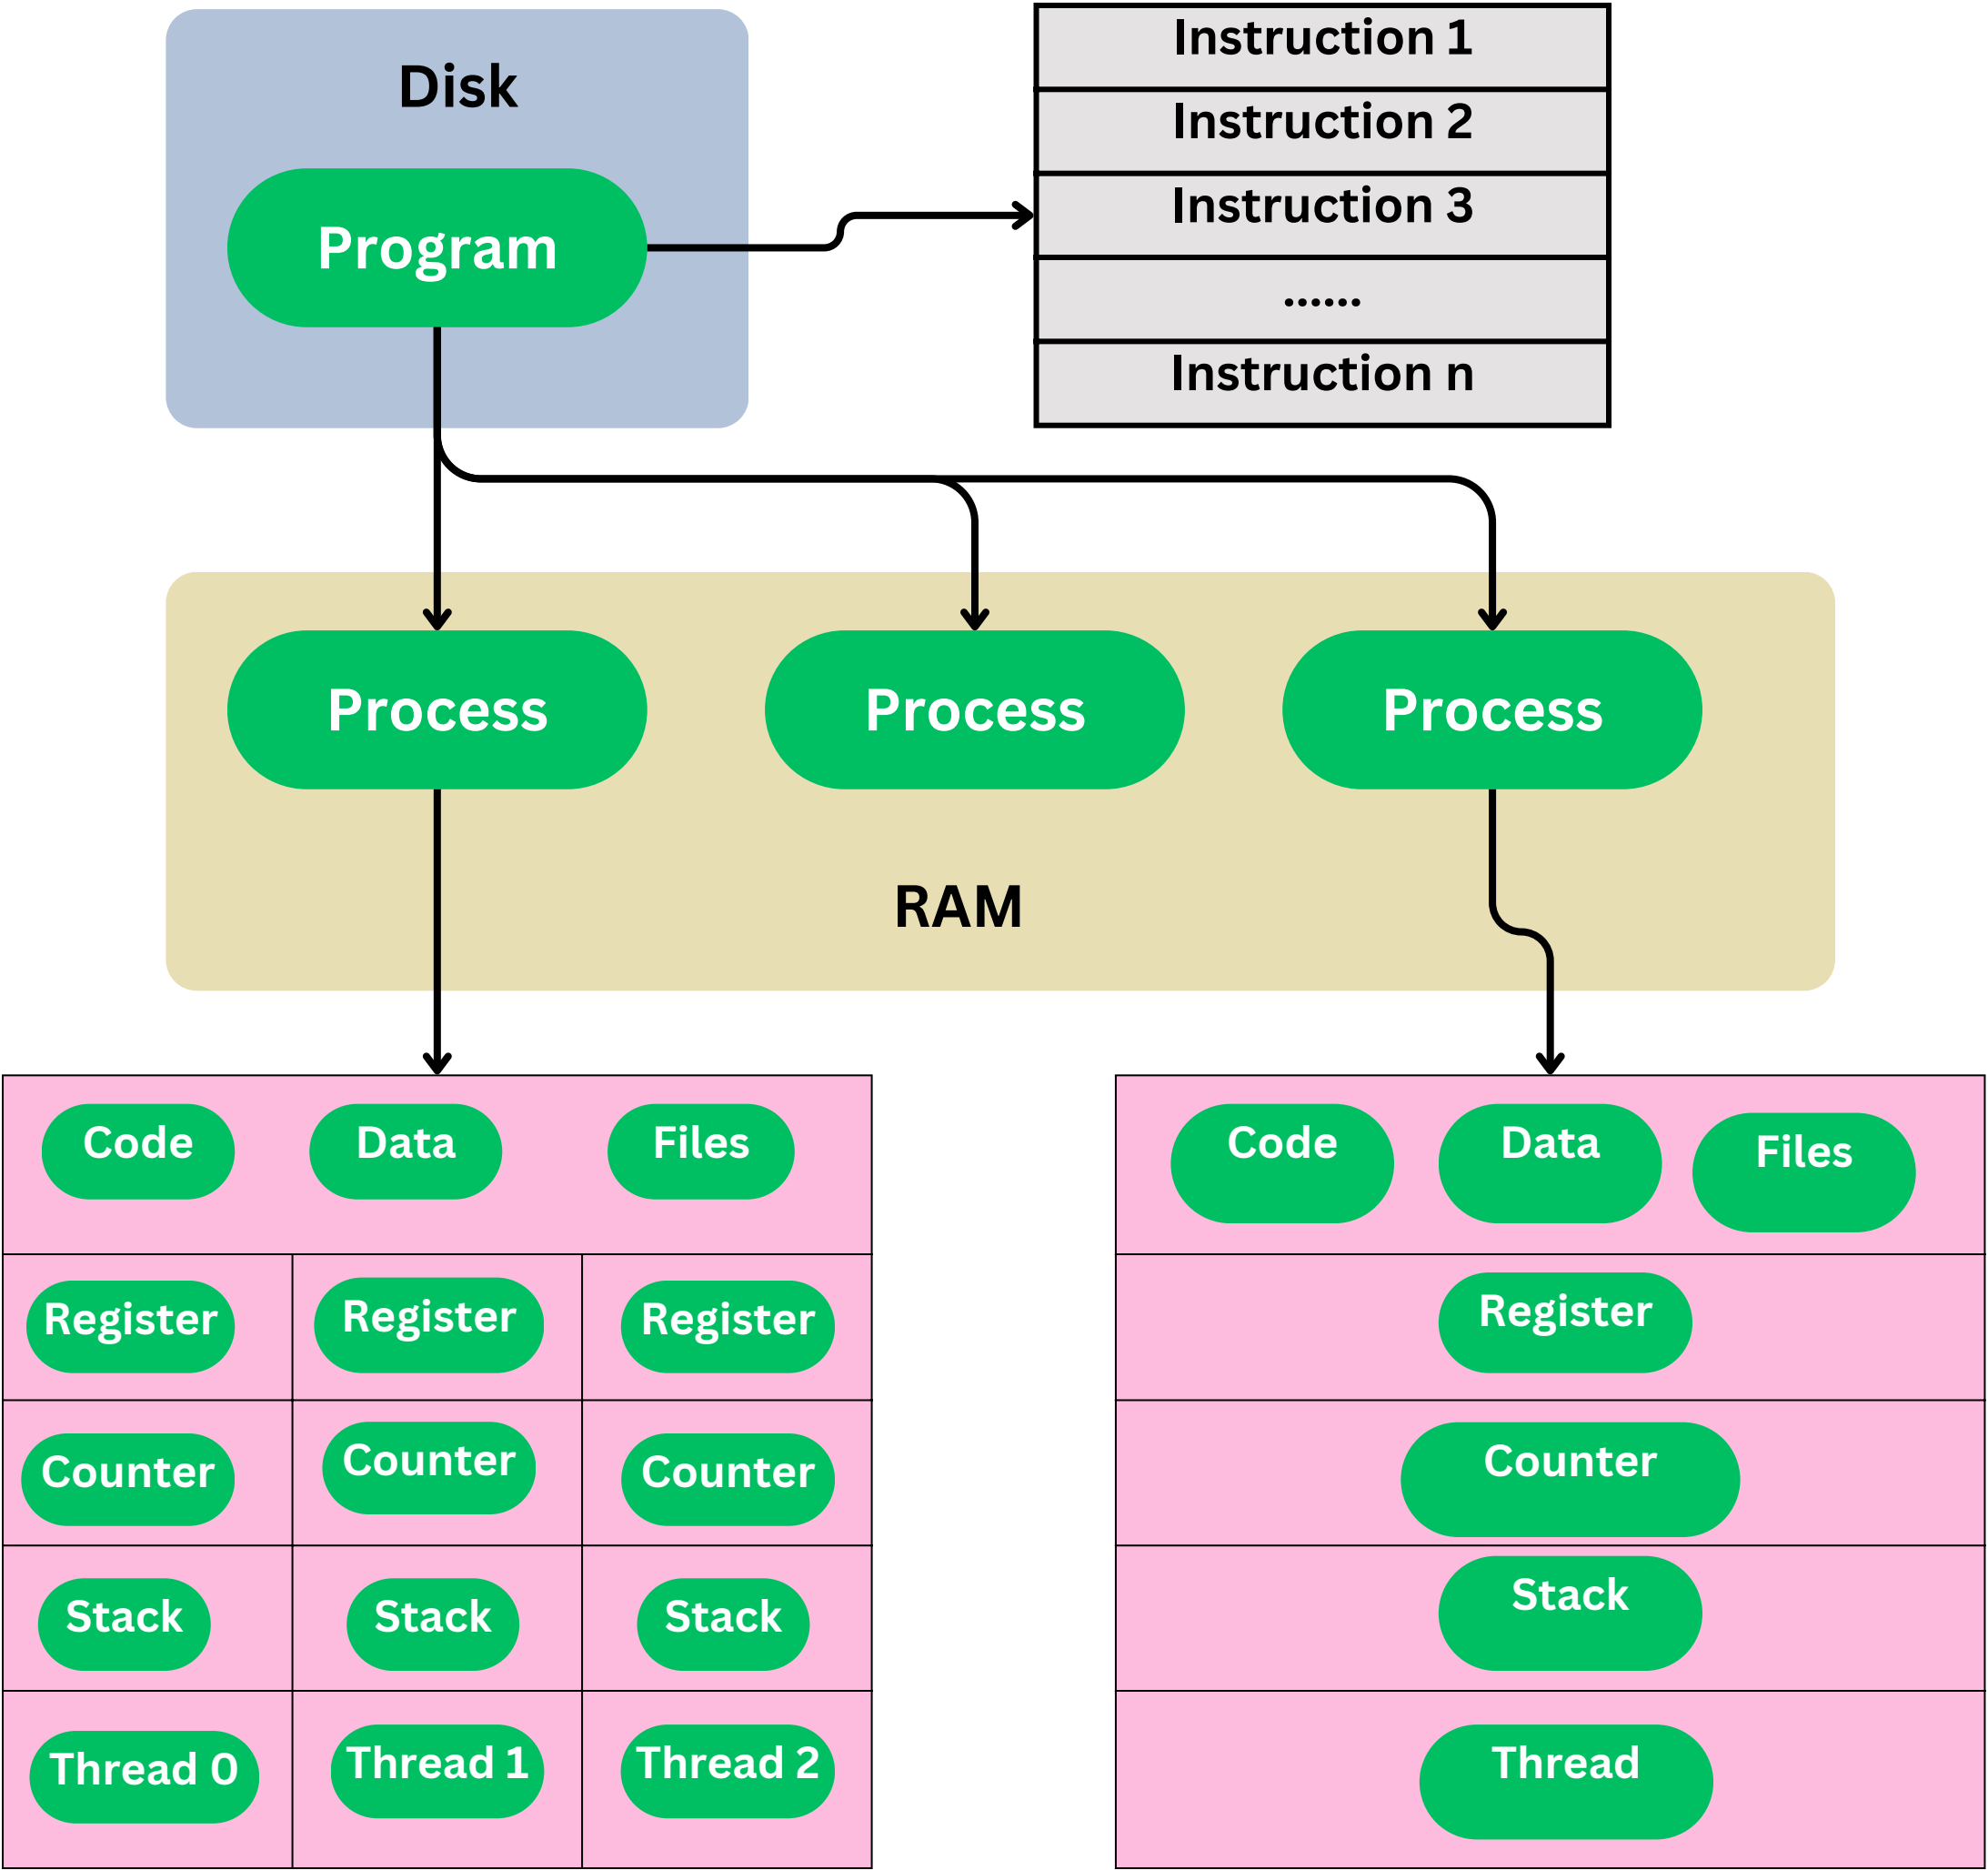 Disk
Program
Instruction 1
Instruction 2
Instruction 3
......
Instruction n
Process
Process
Process
RAM
Code
Data
Files
Register
Register
Register
Counter
Counter
Counter
Stack
Stack
Stack
Thread 0
Thread 1
Thread 2
Code
Data
Files
Register
Counter
Stack
Thread